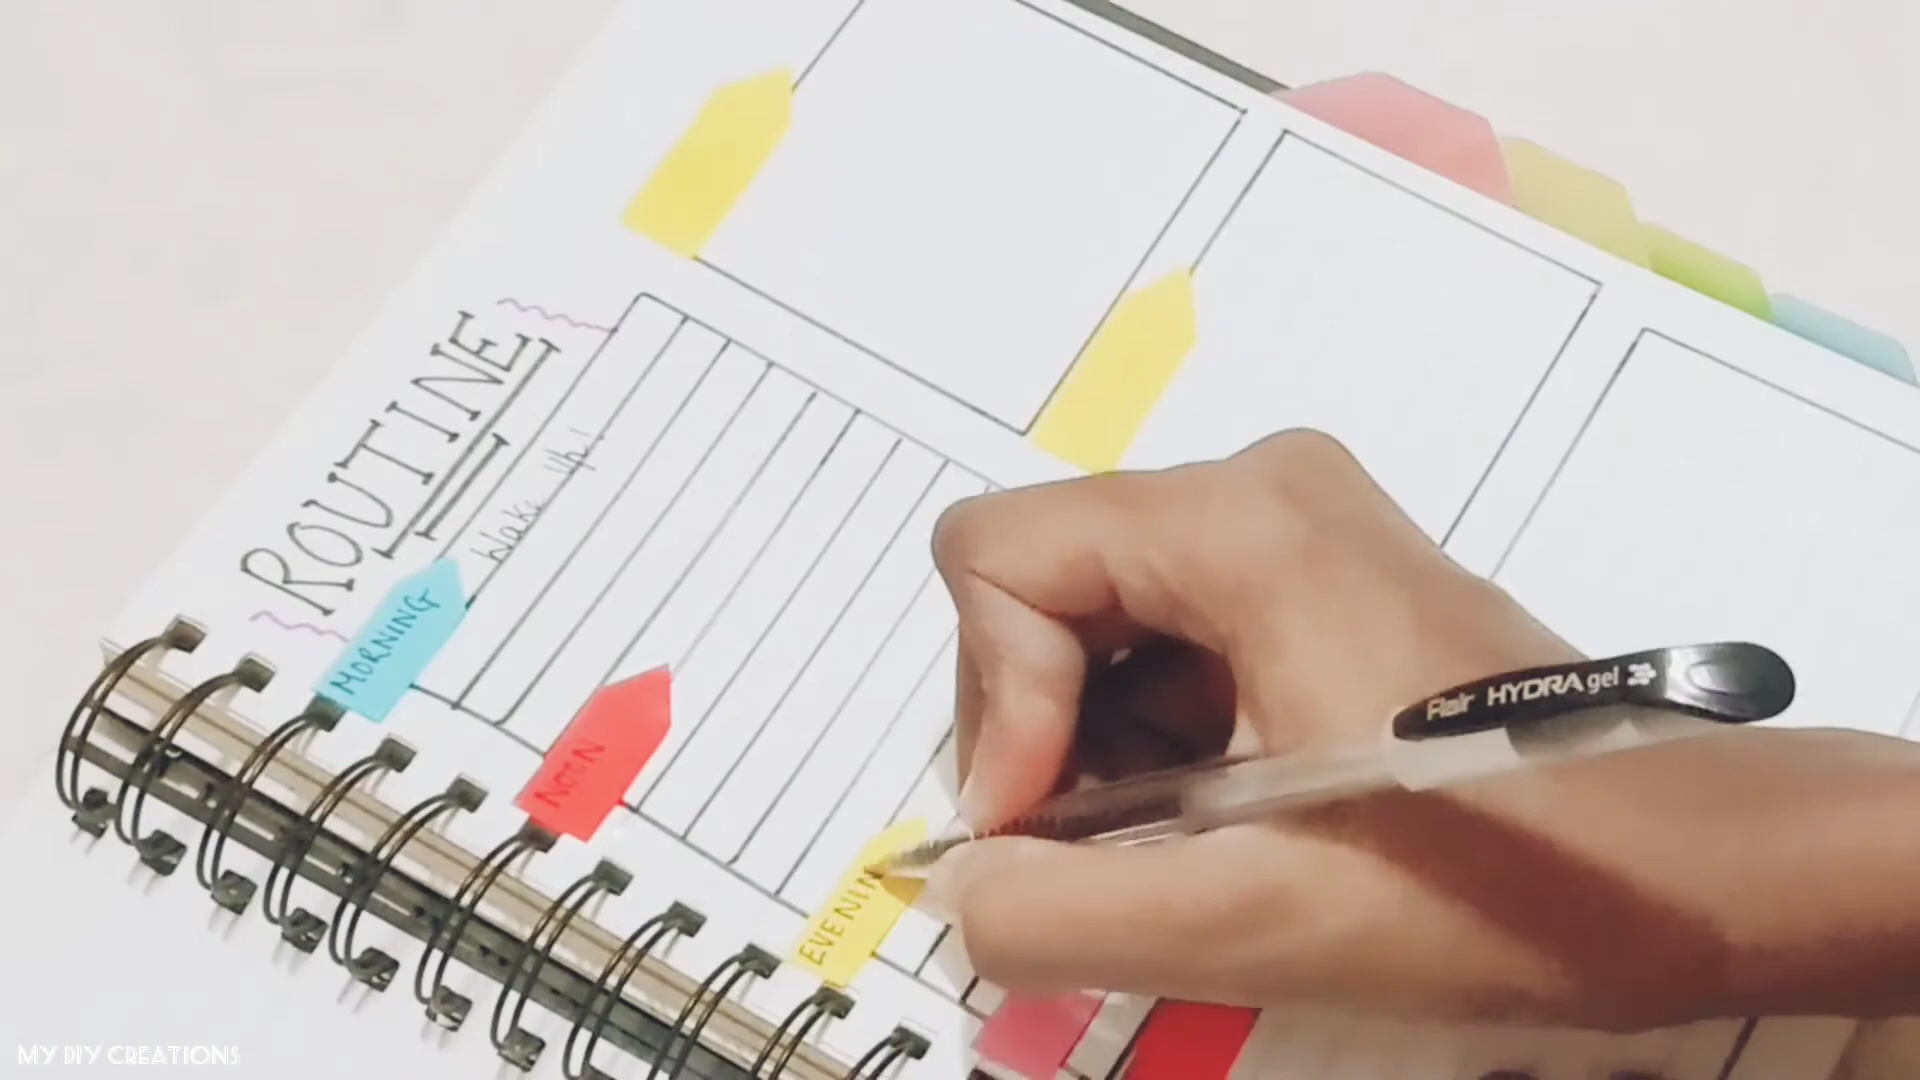 ROUTINE
Wake Up!
MORNING
NOON
EVENIN
Flair HYDRA gel
MY DIY CREATIONS